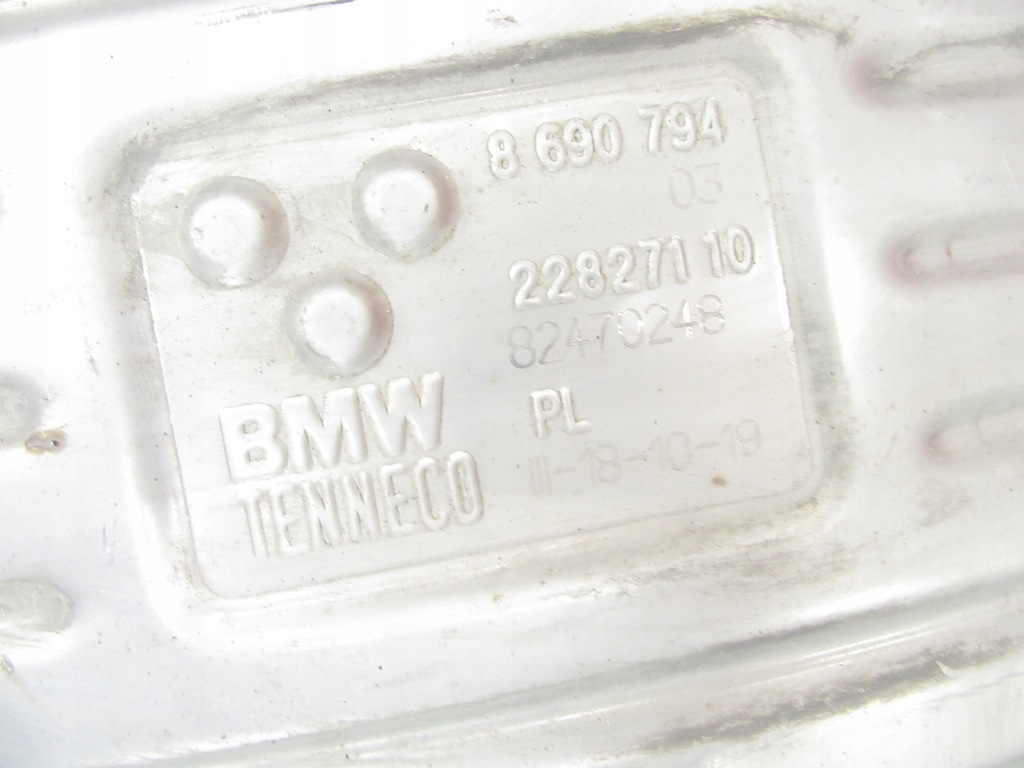 8 690 794
03
228271 10
82470248
BMW
PL
TENNECO
III-18-10-19